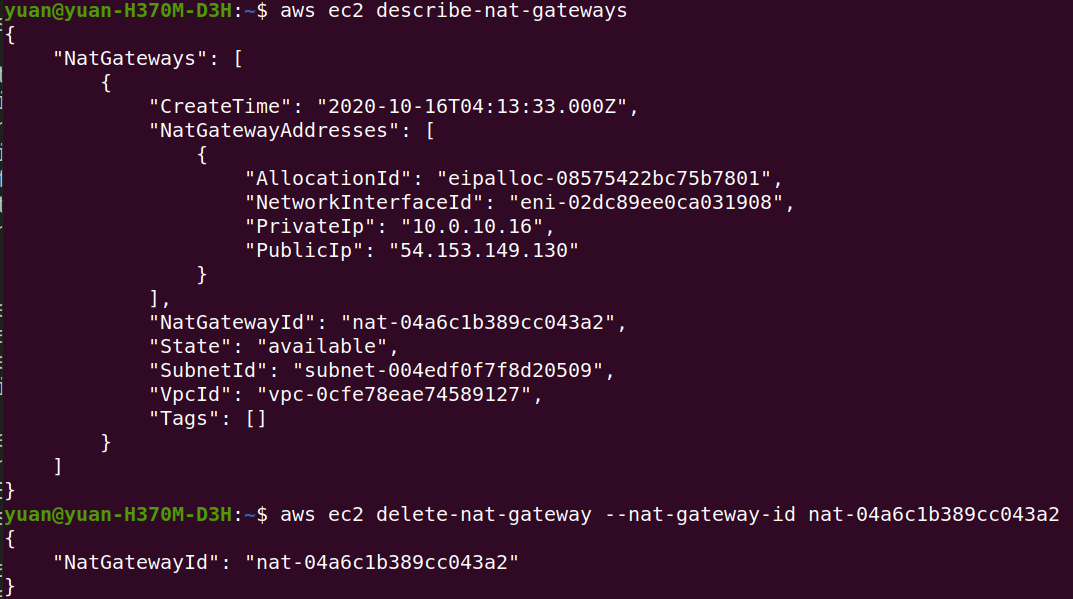 yuan@yuan-H370M-D3H:~$ aws ec2 describe-nat-gateways
{
    "NatGateways": [
        {
            "CreateTime": "2020-10-16T04:13:33.000Z",
            "NatGatewayAddresses": [
                {
                    "AllocationId": "eipalloc-08575422bc75b7801",
                    "NetworkInterfaceId": "eni-02dc89ee0ca031908",
                    "PrivateIp": "10.0.10.16",
                    "PublicIp": "54.153.149.130"
                }
            ],
            "NatGatewayId": "nat-04a6c1b389cc043a2",
            "State": "available",
            "SubnetId": "subnet-004edf0f7f8d20509",
            "VpcId": "vpc-0cfe78eae74589127",
            "Tags": []
        }
    ]
}
yuan@yuan-H370M-D3H:~$ aws ec2 delete-nat-gateway --nat-gateway-id nat-04a6c1b389cc043a2
{
    "NatGatewayId": "nat-04a6c1b389cc043a2"
}